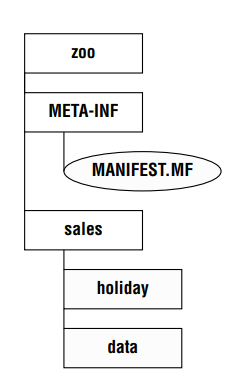 zoo
META-INF
MANIFEST.MF
sales
holiday
data